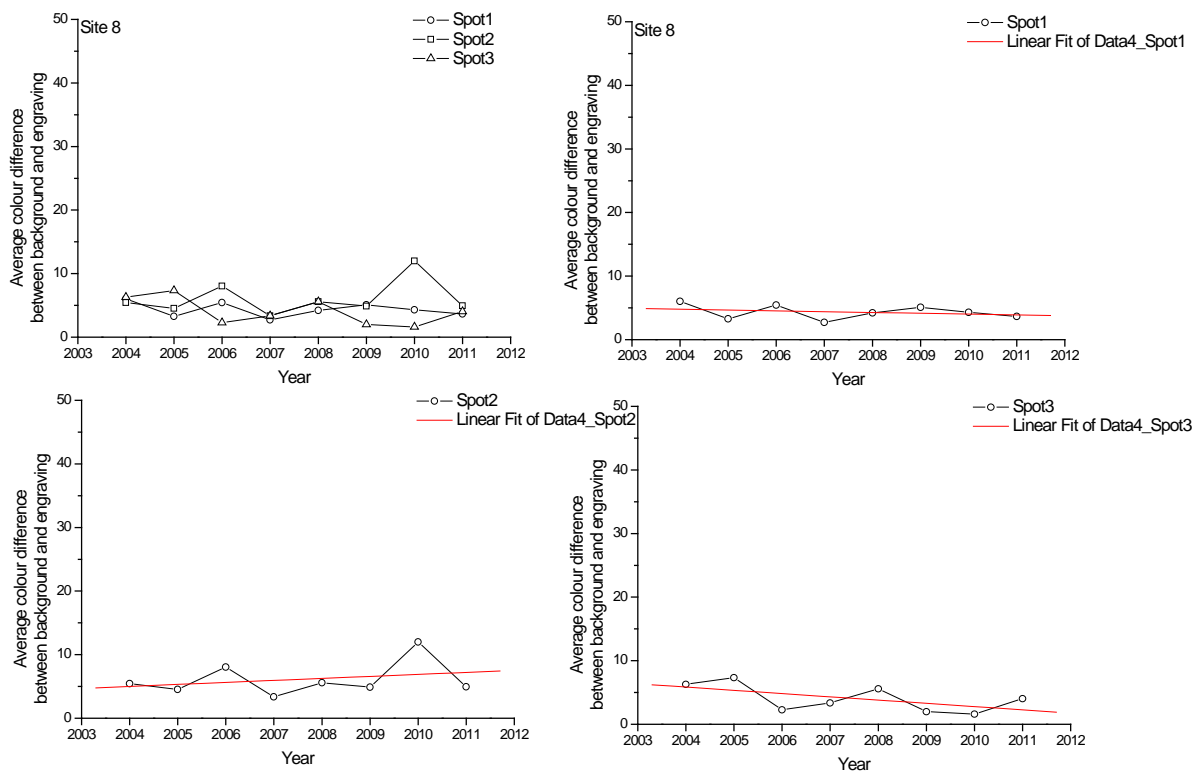 Site 8
Spot1
Spot2
Spot3
50
40
30
20
10
0
Average colour difference
between background and engraving
2003 2004 2005 2006 2007 2008 2009 2010 2011 2012
Year
Site 8
Spot1
Linear Fit of Data4_Spot1
50
40
30
20
10
0
Average colour difference
between background and engraving
2003 2004 2005 2006 2007 2008 2009 2010 2011 2012
Year
Spot2
Linear Fit of Data4_Spot2
50
40
30
20
10
0
Average colour difference
between background and engraving
2003 2004 2005 2006 2007 2008 2009 2010 2011 2012
Year
Spot3
Linear Fit of Data4_Spot3
50
40
30
20
10
0
Average colour difference
between background and engraving
2003 2004 2005 2006 2007 2008 2009 2010 2011 2012
Year